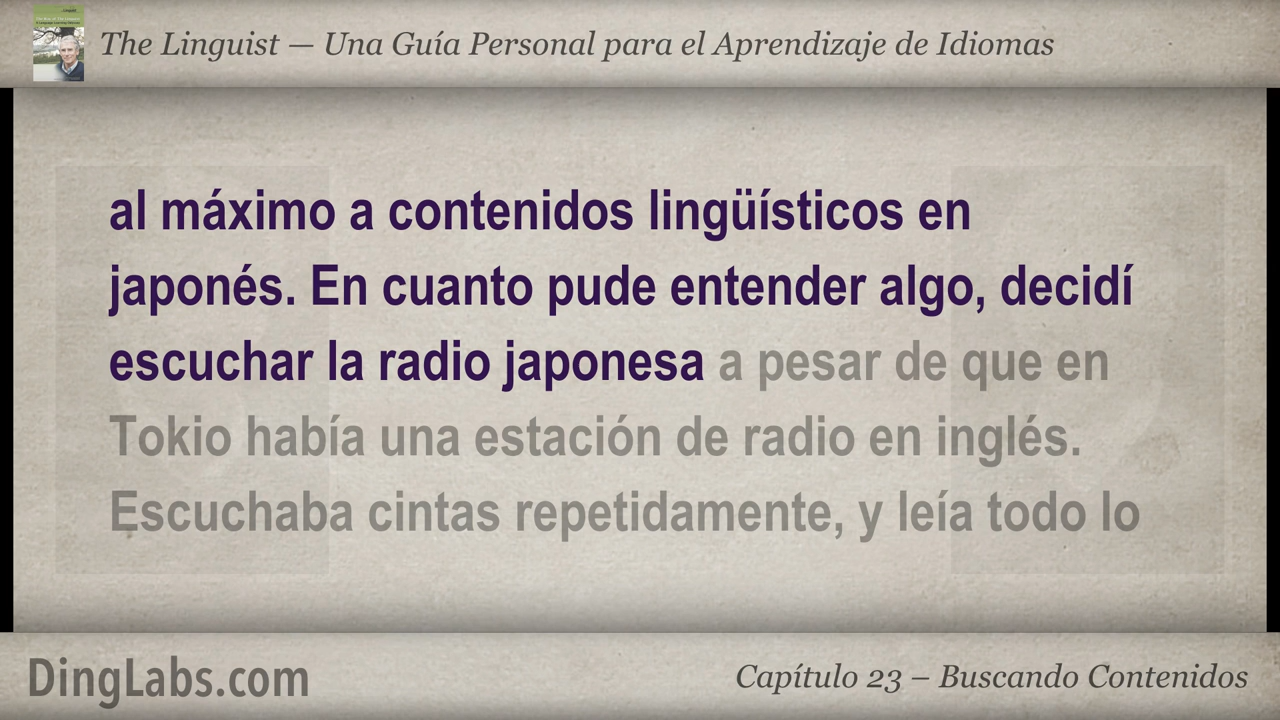 The Linguist — Una Guía Personal para el Aprendizaje de Idiomas
al máximo a contenidos lingüísticos en
japonés. En cuanto pude entender algo, decidí
escuchar la radio japonesa a pesar de que en
Tokio había una estación de radio en inglés.
Escuchaba cintas repetidamente, y leía todo lo
DingLabs.com
Capítulo 23 – Buscando Contenidos